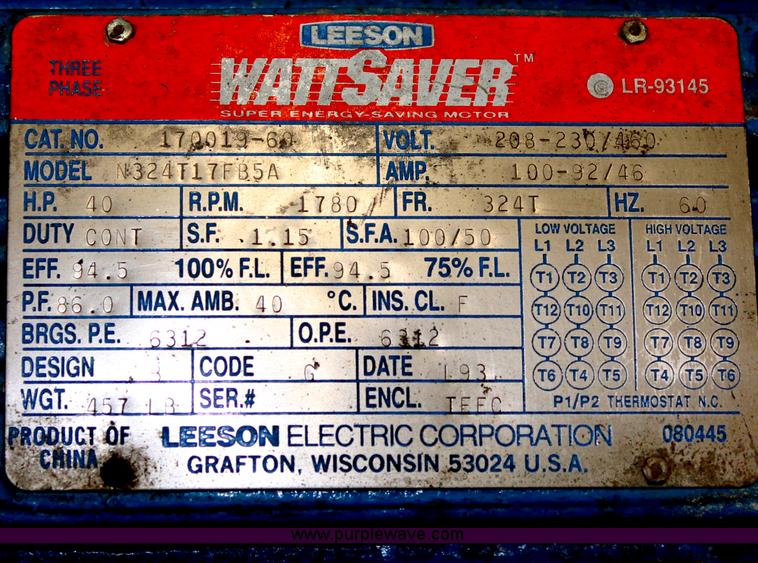 LEESON
THREE PHASE
WATTSAVER™
SUPER ENERGY-SAVING MOTOR
LR-93145
CAT. NO. 170019-60 VOLT. 208-230/460
MODEL N324T17FB5A AMP. 100-92/46
H.P. 40 R.P.M. 1780 FR. 324T HZ. 60
DUTY CONT S.F. 1.15 S.F.A. 100/50
LOW VOLTAGE HIGH VOLTAGE
L1 L2 L3 L1 L2 L3
EFF. 94.5 100% F.L. EFF. 94.5 75% F.L.
T1 T2 T3 T1 T2 T3
P.F. 86.0 MAX. AMB. 40 °C. INS. CL. F
T12 T10 T11 T12 T10 T11
BRGS. P.E. 6312 O.P.E. 6312
T7 T8 T9 T7 T8 T9
DESIGN B CODE G DATE L93
T6 T4 T5 T4 T5 T6
WGT. 457 LB SER.# ENCL. TEFC
P1/P2 THERMOSTAT N.C.
PRODUCT OF CHINA
LEESON ELECTRIC CORPORATION 080445
GRAFTON, WISCONSIN 53024 U.S.A.
www.purplewave.com